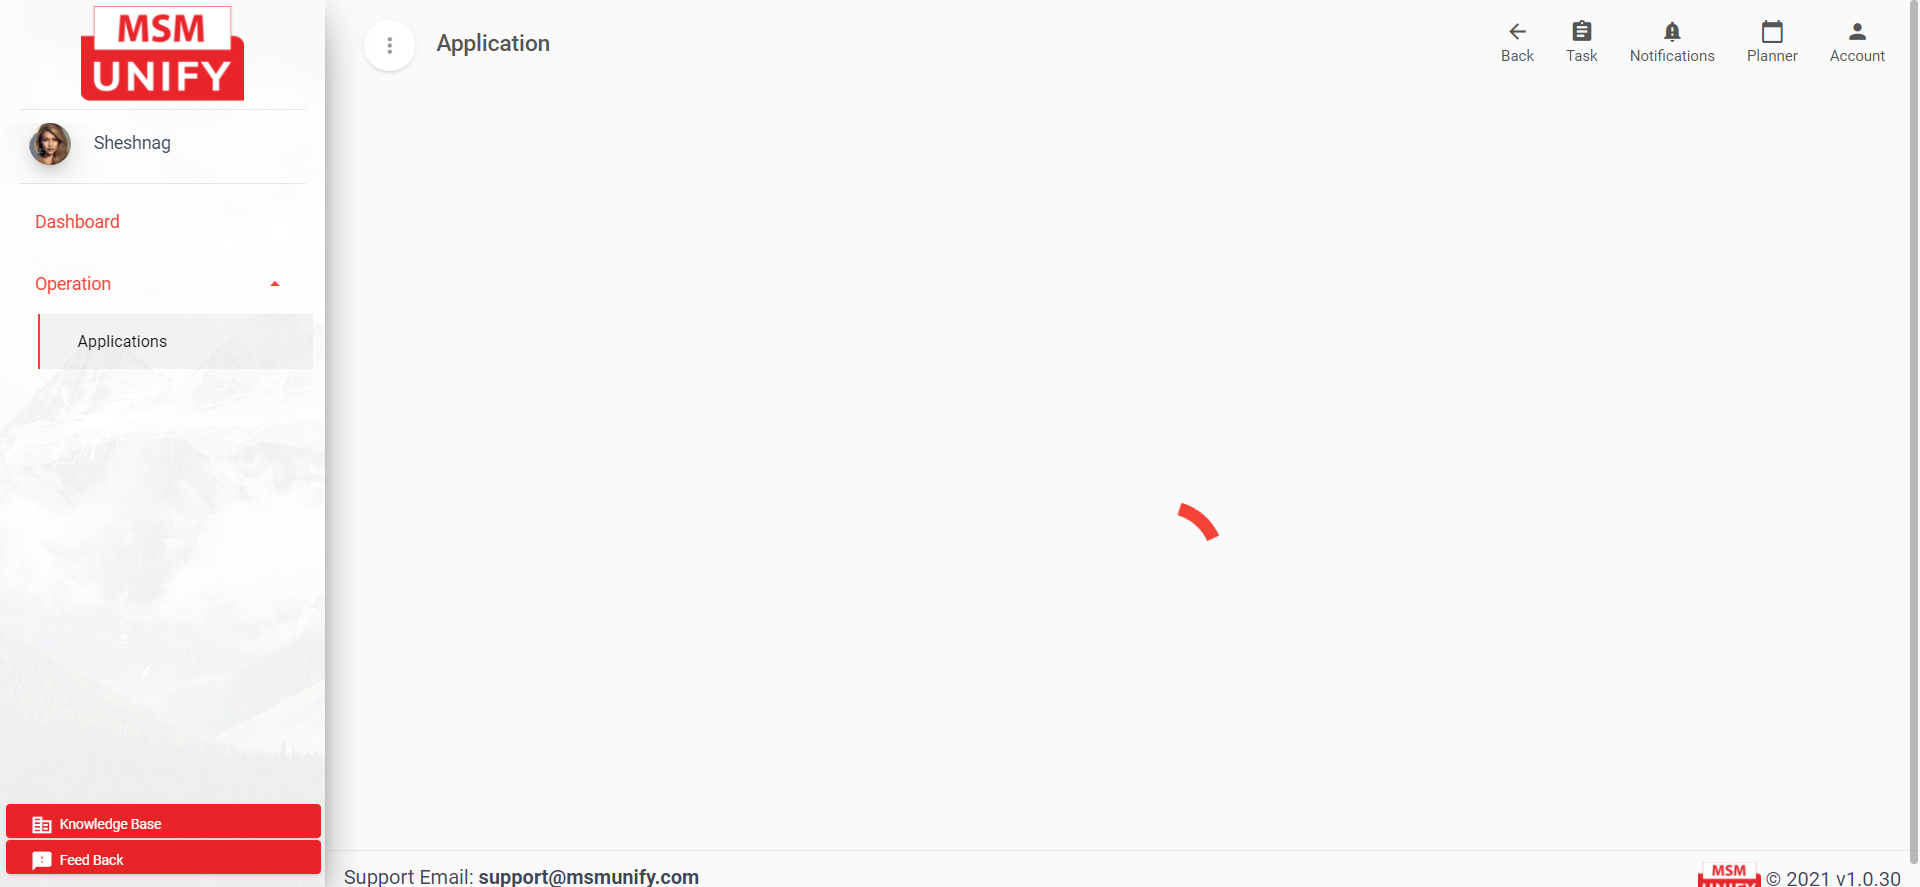 MSM
UNIFY
Sheshnag
Dashboard
Operation
Applications
Knowledge Base
Feed Back
Application
Back
Task
Notifications
Planner
Account
Support Email: support@msmunify.com
MSM
UNIFY
© 2021 v1.0.30